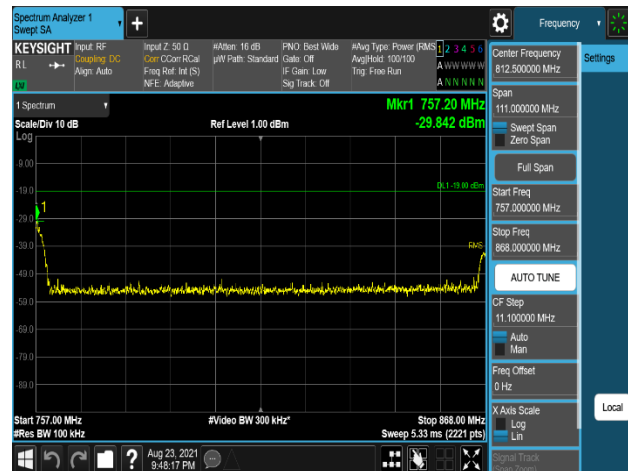 Spectrum Analyzer 1
Swept SA
Frequency
KEYSIGHT
RL
Input: RF
Coupling: DC
Align: Auto
Input Z: 50 Ω
Corr CCorr RCal
Freq Ref: Int (S)
NFE: Adaptive
#Atten: 16 dB
µW Path: Standard
PNO: Best Wide
Gate: Off
IF Gain: Low
Sig Track: Off
#Avg Type: Power (RMS
Avg|Hold: 100/100
Trig: Free Run
1 2 3 4 5 6
A W W W W W
A N N N N N
Settings
Center Frequency
812.500000 MHz
Span
111.000000 MHz
Swept Span
Zero Span
Full Span
Start Freq
757.000000 MHz
Stop Freq
868.000000 MHz
AUTO TUNE
CF Step
11.100000 MHz
Auto
Man
Freq Offset
0 Hz
X Axis Scale
Log
Lin
Signal Track
(Span Zoom)
Local
1 Spectrum
Scale/Div 10 dB
Log
Ref Level 1.00 dBm
Mkr1 757.20 MHz
-29.842 dBm
-9.00
-19.0
DL1 -19.00 dBm
1
-29.0
-39.0
RMS
-49.0
-59.0
-69.0
-79.0
-89.0
Start 757.00 MHz
#Video BW 300 kHz*
Stop 868.00 MHz
#Res BW 100 kHz
Sweep 5.33 ms (2221 pts)
Aug 23, 2021
9:48:17 PM